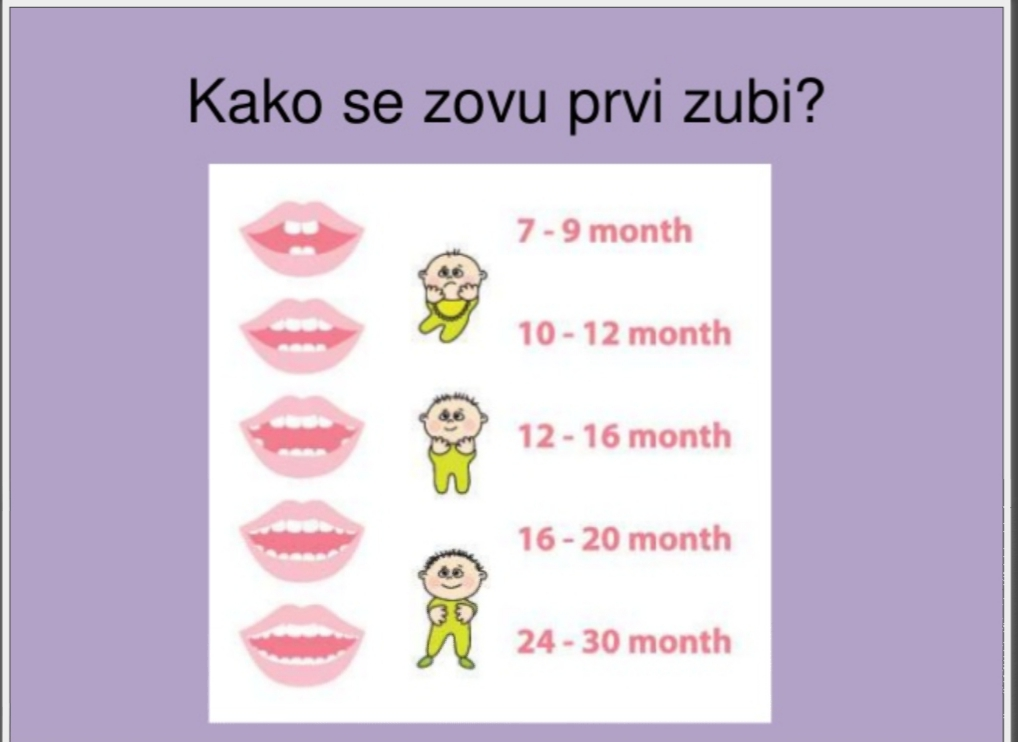 Kako se zovu prvi zubi?
7 - 9 month
10 - 12 month
12 - 16 month
16 - 20 month
24 - 30 month